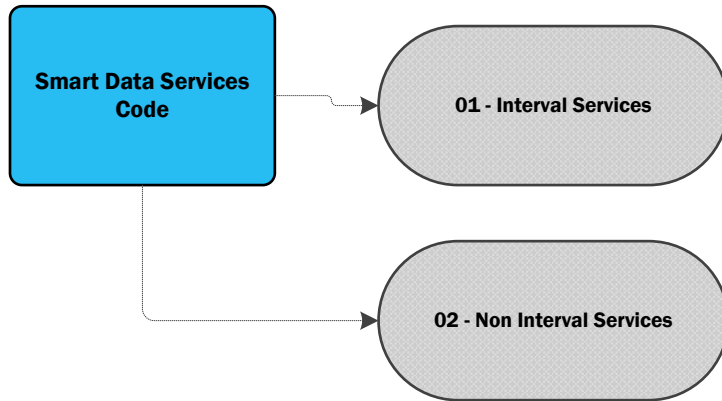 Smart Data Services
Code
01 - Interval Services
02 - Non Interval Services